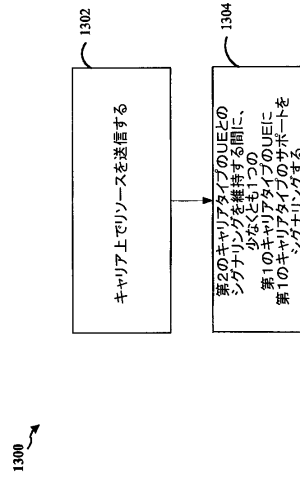 1300
1302
キャリア上でリソースを送信する
1304
第2のキャリアタイプのUEとの
シグナリングを維持する間に、
少なくとも1つの
第1のキャリアタイプのUEに
第1のキャリアタイプのサポートを
シグナリングする